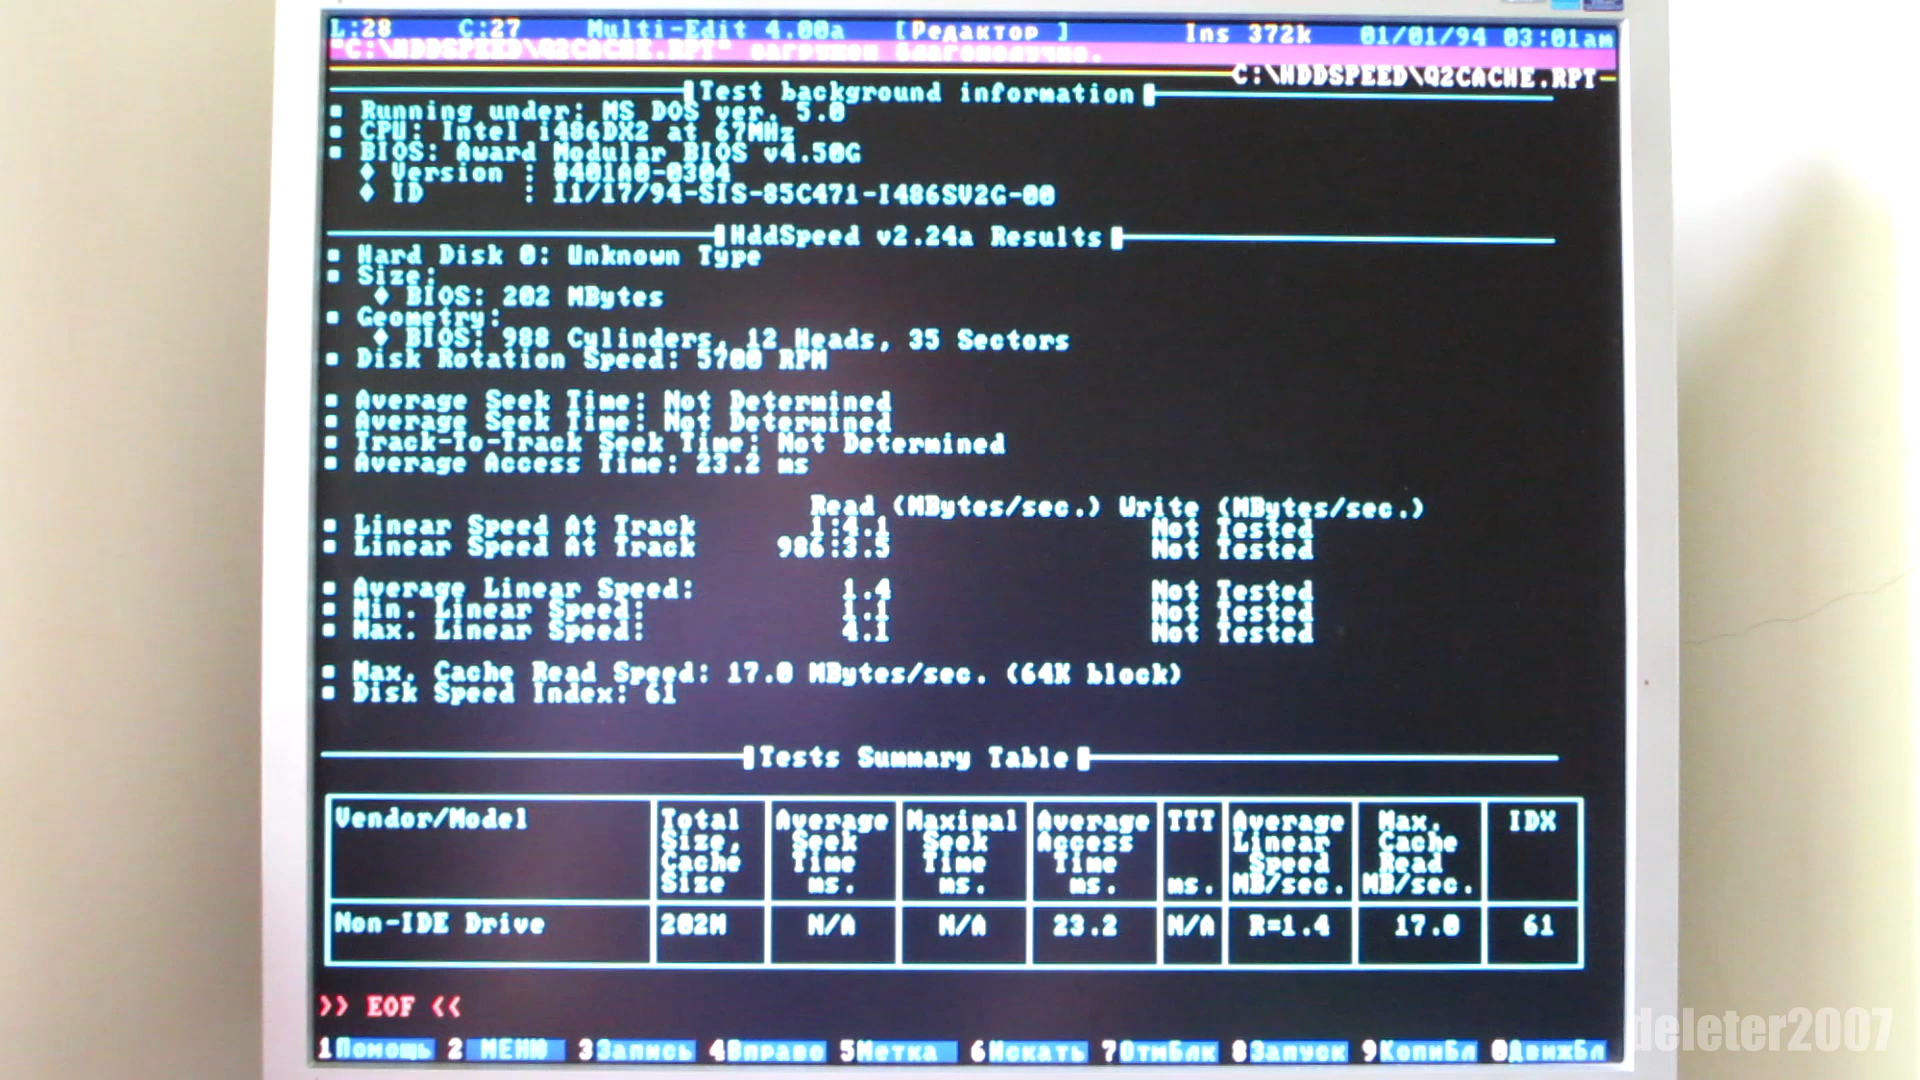 L:28 C:27 Multi-Edit 4.00a [Редактор ] Ins 372k 01/01/94 03:01am
"C:\HDDSPEED\Q2CACHE.RPT" загружен благополучно.
C:\HDDSPEED\Q2CACHE.RPT
Test background information
■ Running under: MS DOS ver. 5.0
■ CPU: Intel i486DX2 at 67MHz
■ BIOS: Award Modular BIOS v4.50G
♦ Version : #401A0-0304
♦ ID : 11/17/94-SIS-85C471-I486SV2G-00
HddSpeed v2.24a Results
■ Hard Disk 0: Unknown Type
■ Size:
♦ BIOS: 202 MBytes
■ Geometry:
♦ BIOS: 988 Cylinders, 12 Heads, 35 Sectors
■ Disk Rotation Speed: 5700 RPM
■ Average Seek Time: Not Determined
■ Average Seek Time: Not Determined
■ Track-To-Track Seek Time: Not Determined
■ Average Access Time: 23.2 ms
Read (MBytes/sec.) Write (MBytes/sec.)
■ Linear Speed At Track 1:4.1 Not Tested
■ Linear Speed At Track 986:3.5 Not Tested
■ Average Linear Speed: 1.4 Not Tested
■ Min. Linear Speed: 1.1 Not Tested
■ Max. Linear Speed: 4.1 Not Tested
■ Max. Cache Read Speed: 17.0 MBytes/sec. (64K block)
■ Disk Speed Index: 61
Tests Summary Table
Vendor/Model Total Average Maximal Average TTT Average Max. IDX
Size, Seek Seek Access Linear Cache
Cache Time Time Time Speed Read
Size ms. ms. ms. ms. MB/sec. MB/sec.
Non-IDE Drive 202M N/A N/A 23.2 N/A R=1.4 17.0 61
>> EOF <<
1Помощь 2 МЕНЮ 3Запись 4Вправо 5Метка 6Искать 7ОтмБлк 8Запуск 9КопиБл 0ДвижБл
deleter2007